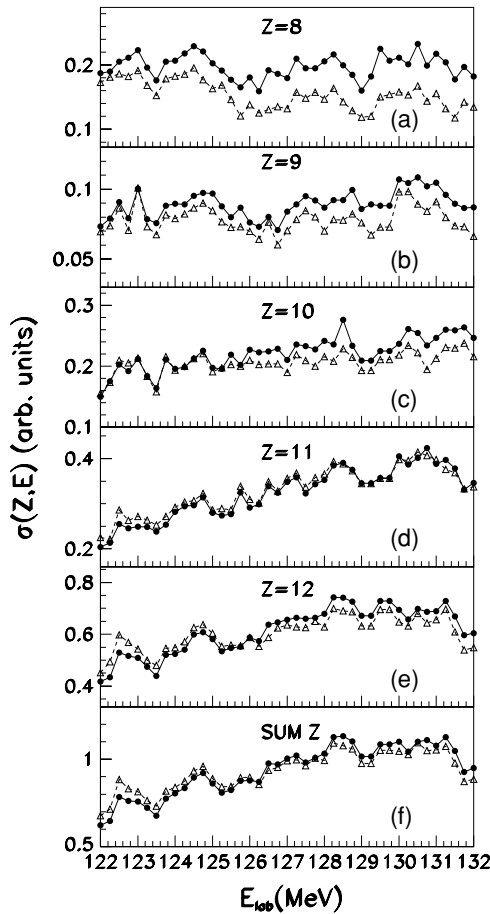 Z=8
0.2
0.1
(a)
Z=9
0.1
0.05
(b)
Z=10
0.3
0.2
0.1
(c)
Z=11
0.4
0.2
(d)
Z=12
0.8
0.6
0.4
(e)
SUM Z
1
0.5
(f)
σ(Z,E) (arb. units)
122 123 124 125 126 127 128 129 130 131 132
E_lab(MeV)